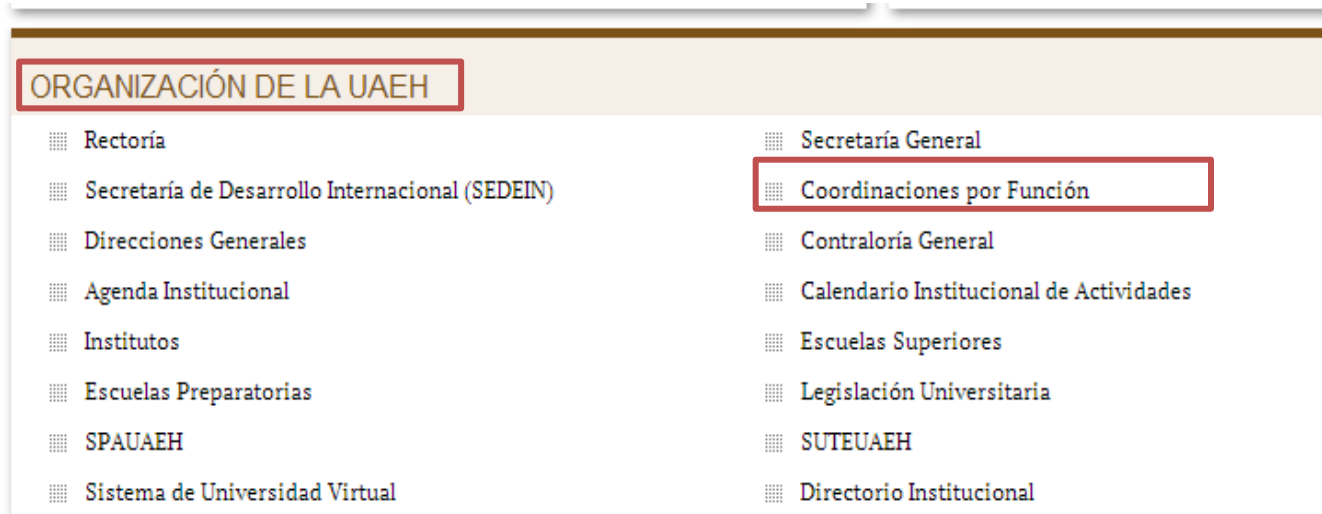 ORGANIZACIÓN DE LA UAEH
Rectoría
Secretaría General
Secretaría de Desarrollo Internacional (SEDEIN)
Coordinaciones por Función
Direcciones Generales
Contraloría General
Agenda Institucional
Calendario Institucional de Actividades
Institutos
Escuelas Superiores
Escuelas Preparatorias
Legislación Universitaria
SPAUAEH
SUTEUAEH
Sistema de Universidad Virtual
Directorio Institucional